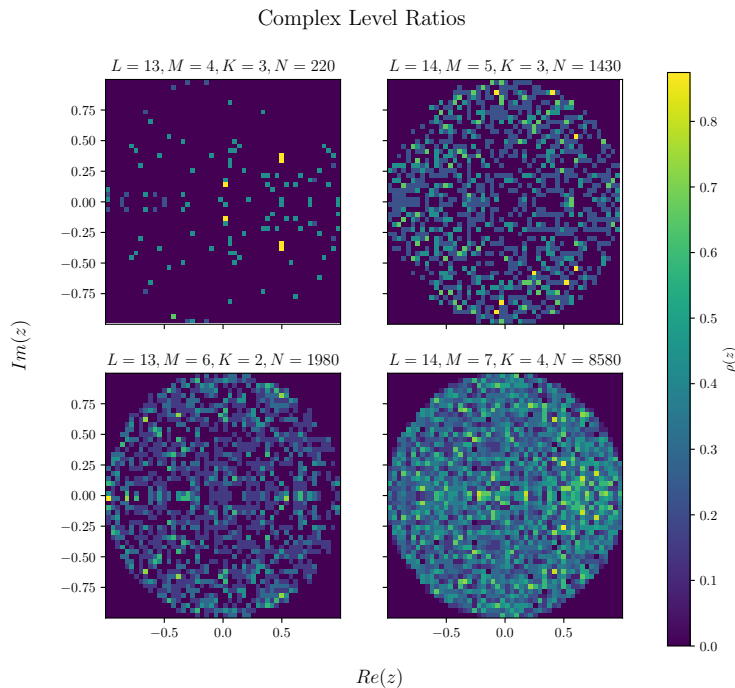 Complex Level Ratios
L = 13, M = 4, K = 3, N = 220
L = 14, M = 5, K = 3, N = 1430
0.75
0.50
0.25
0.00
−0.25
−0.50
−0.75
L = 13, M = 6, K = 2, N = 1980
L = 14, M = 7, K = 4, N = 8580
0.75
0.50
0.25
0.00
−0.25
−0.50
−0.75
−0.5 0.0 0.5
−0.5 0.0 0.5
Im(z)
Re(z)
0.8
0.7
0.6
0.5
0.4
0.3
0.2
0.1
0.0
ρ(z)